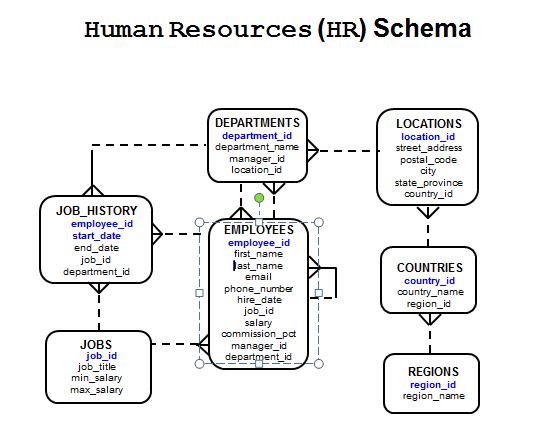 Human Resources (HR) Schema
DEPARTMENTS
department_id
department_name
manager_id
location_id
LOCATIONS
location_id
street_address
postal_code
city
state_province
country_id
JOB_HISTORY
employee_id
start_date
end_date
job_id
department_id
EMPLOYEES
employee_id
first_name
last_name
email
phone_number
hire_date
job_id
salary
commission_pct
manager_id
department_id
COUNTRIES
country_id
country_name
region_id
JOBS
job_id
job_title
min_salary
max_salary
REGIONS
region_id
region_name